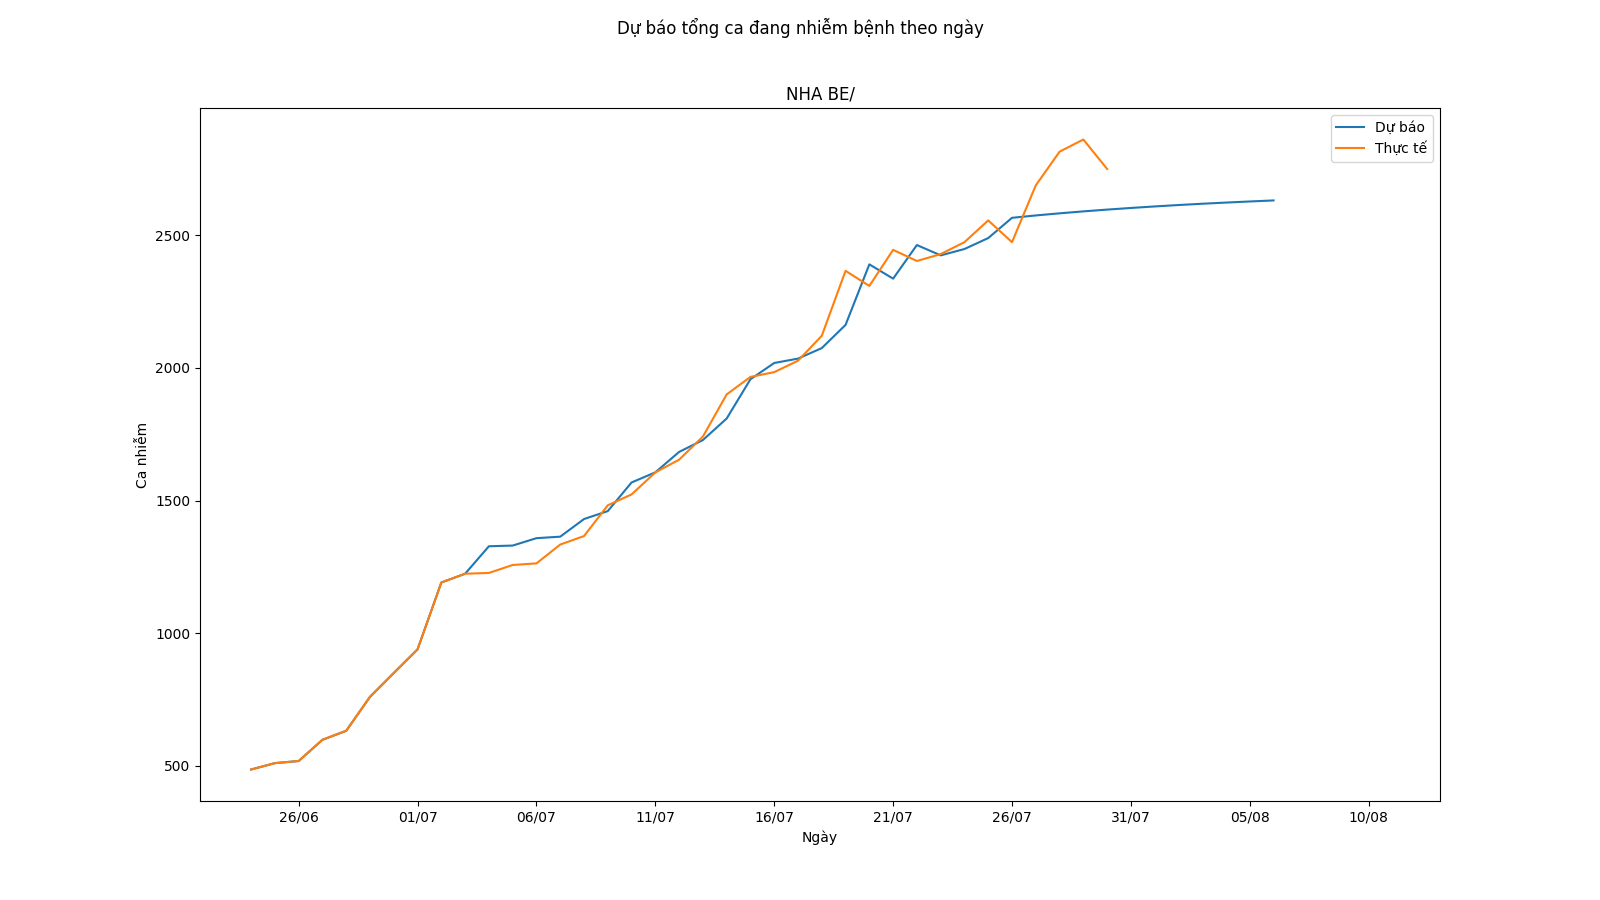 Dự báo tổng ca đang nhiễm bệnh theo ngày
NHA BE/
Dự báo
Thực tế
2500
2000
1500
1000
500
Ca nhiễm
26/06
01/07
06/07
11/07
16/07
21/07
26/07
31/07
05/08
10/08
Ngày